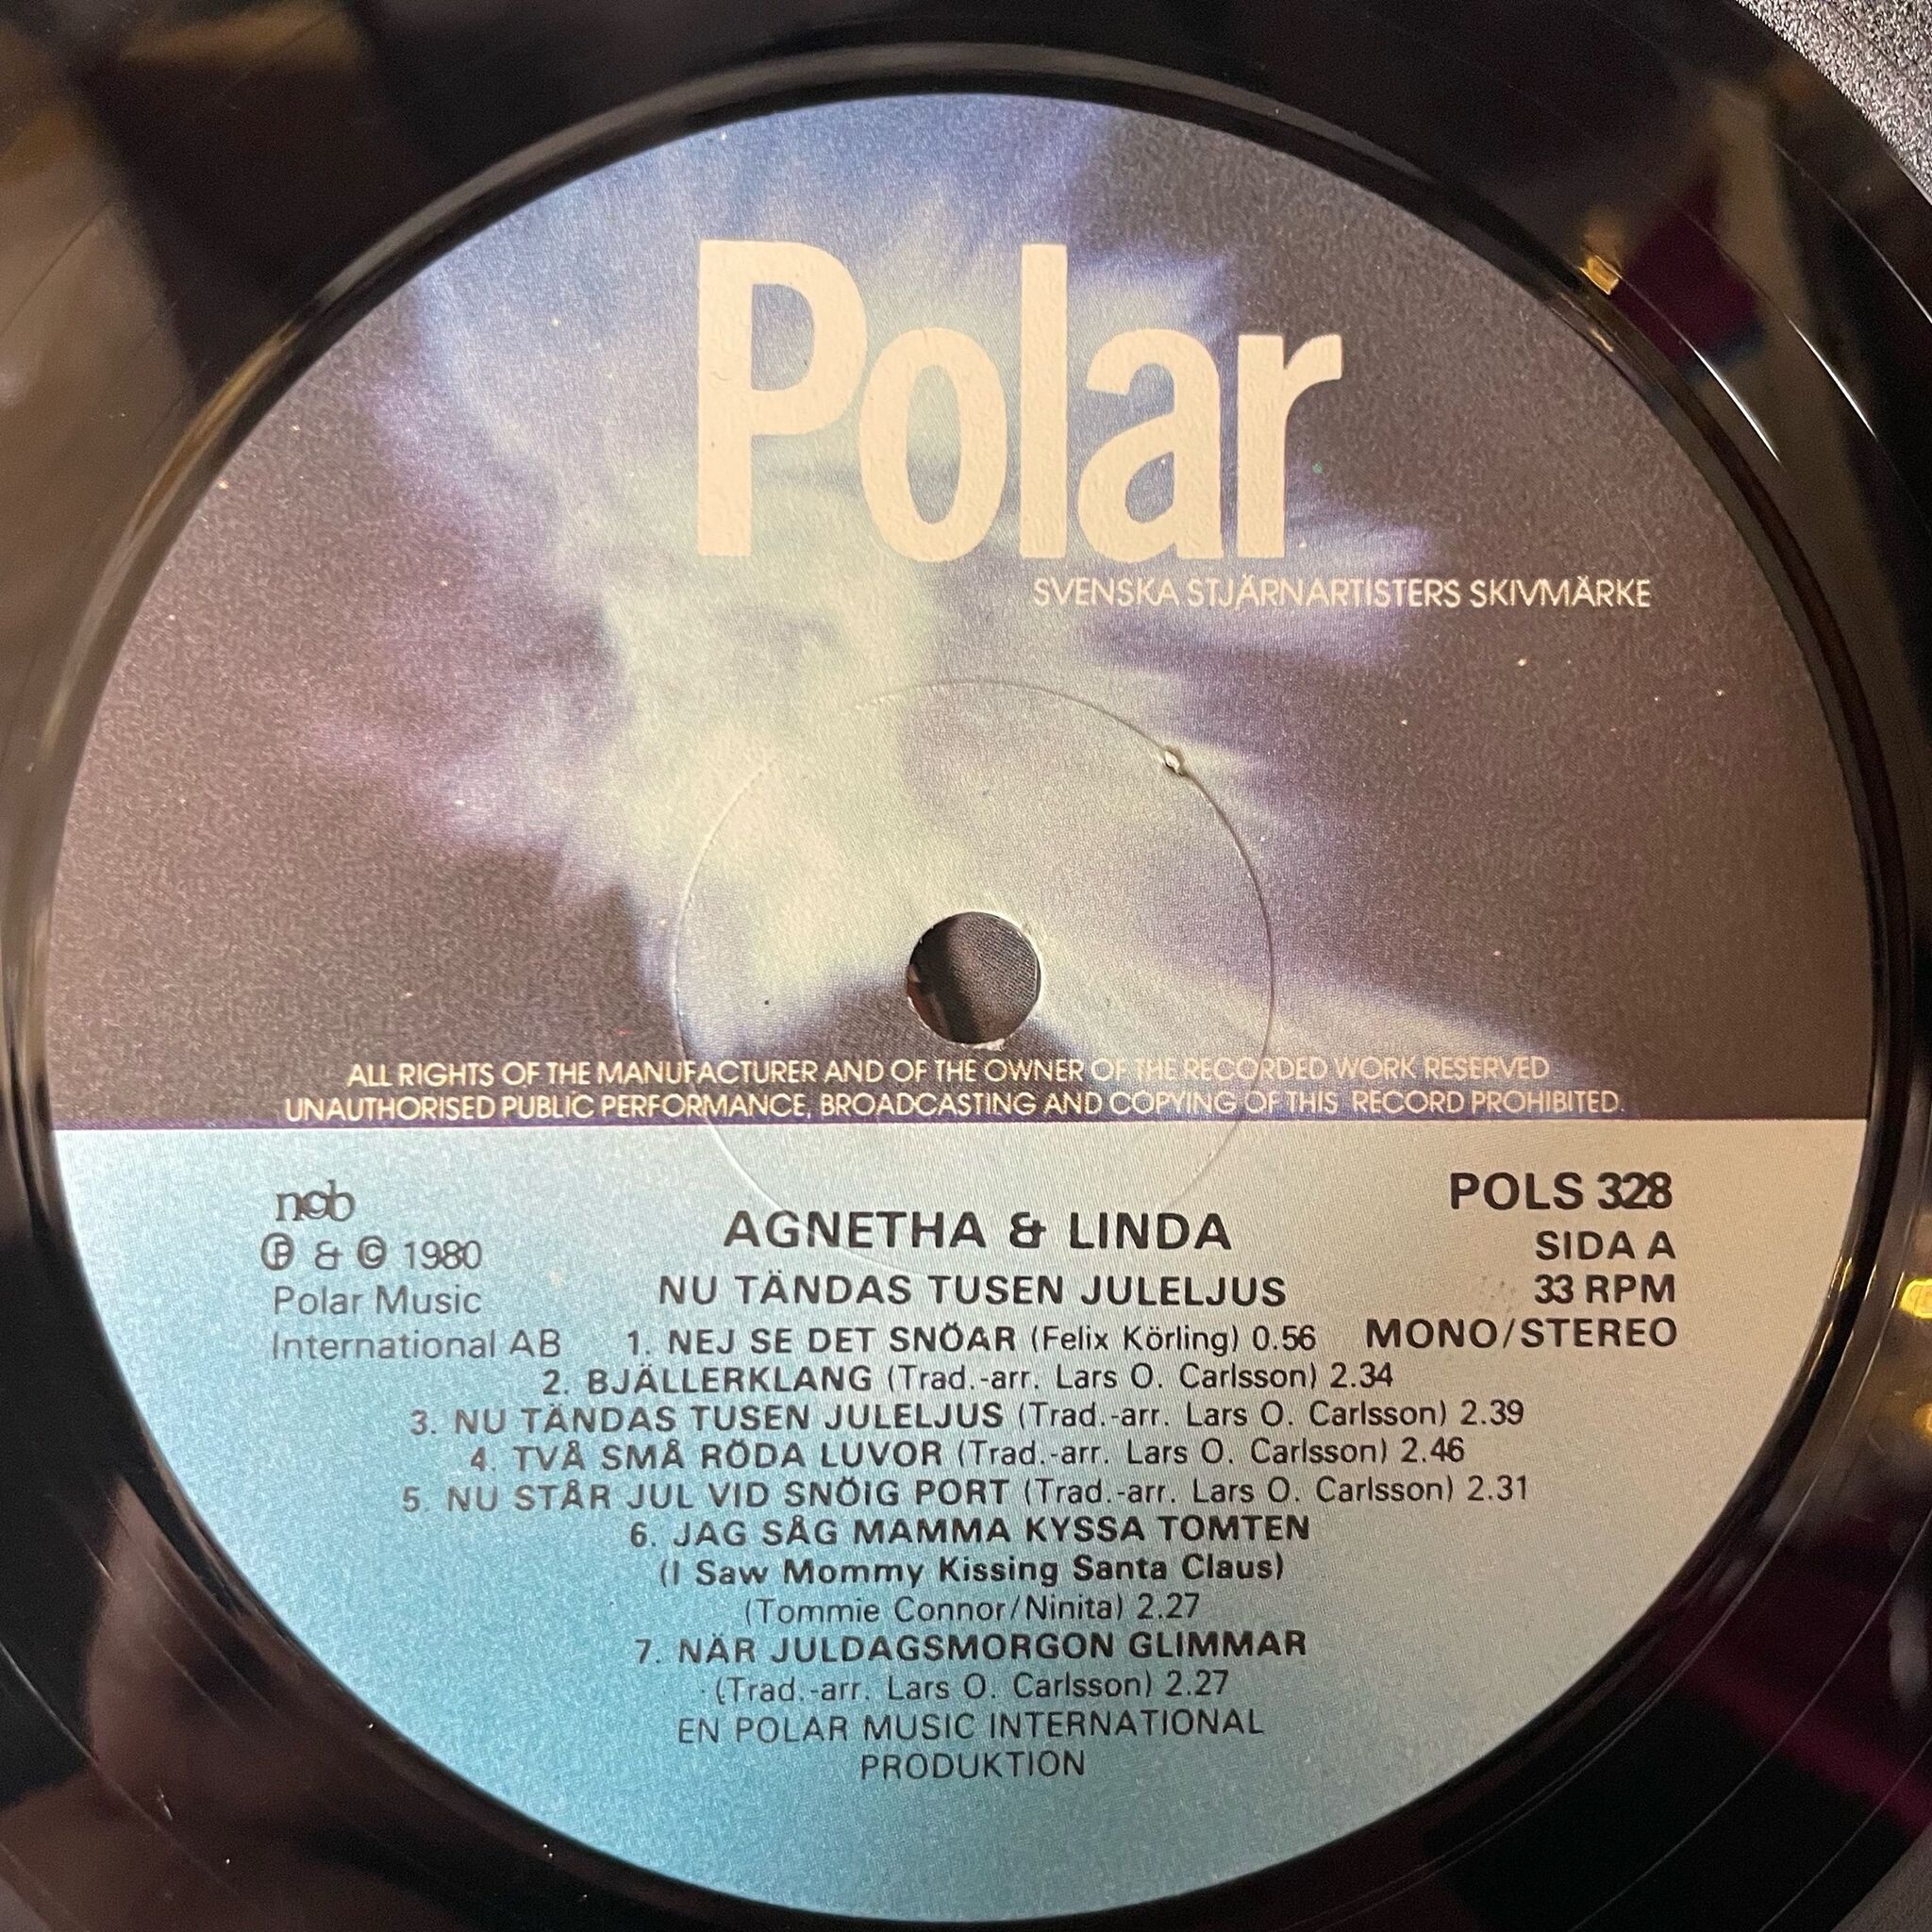 Polar
SVENSKA STJÄRNARTISTERS SKIVMÄRKE
ALL RIGHTS OF THE MANUFACTURER AND OF THE OWNER OF THE RECORDED WORK RESERVED
UNAUTHORISED PUBLIC PERFORMANCE, BROADCASTING AND COPYING OF THIS RECORD PROHIBITED.
ncb
Ⓟ & © 1980
Polar Music
International AB
POLS 328
SIDA A
33 RPM
MONO/STEREO
AGNETHA & LINDA
NU TÄNDAS TUSEN JULELJUS
1. NEJ SE DET SNÖAR (Felix Körling) 0.56
2. BJÄLLERKLANG (Trad.-arr. Lars O. Carlsson) 2.34
3. NU TÄNDAS TUSEN JULELJUS (Trad.-arr. Lars O. Carlsson) 2.39
4. TVÅ SMÅ RÖDA LUVOR (Trad.-arr. Lars O. Carlsson) 2.46
5. NU STÅR JUL VID SNÖIG PORT (Trad.-arr. Lars O. Carlsson) 2.31
6. JAG SÅG MAMMA KYSSA TOMTEN
(I Saw Mommy Kissing Santa Claus)
(Tommie Connor/Ninita) 2.27
7. NÄR JULDAGSMORGON GLIMMAR
(Trad.-arr. Lars O. Carlsson) 2.27
EN POLAR MUSIC INTERNATIONAL
PRODUKTION